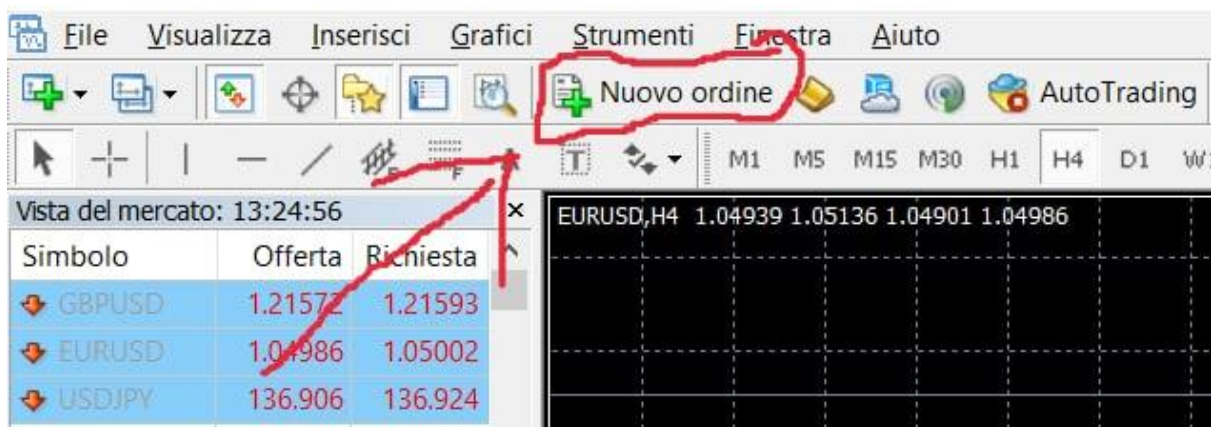 File Visualizza Inserisci Grafici Strumenti Finestra Aiuto
Nuovo ordine AutoTrading
M1 M5 M15 M30 H1 H4 D1
Vista del mercato: 13:24:56
EURUSD,H4 1.04939 1.05136 1.04901 1.04986
Simbolo Offerta Richiesta
GBPUSD 1.21572 1.21593
EURUSD 1.04986 1.05002
USDJPY 136.906 136.924